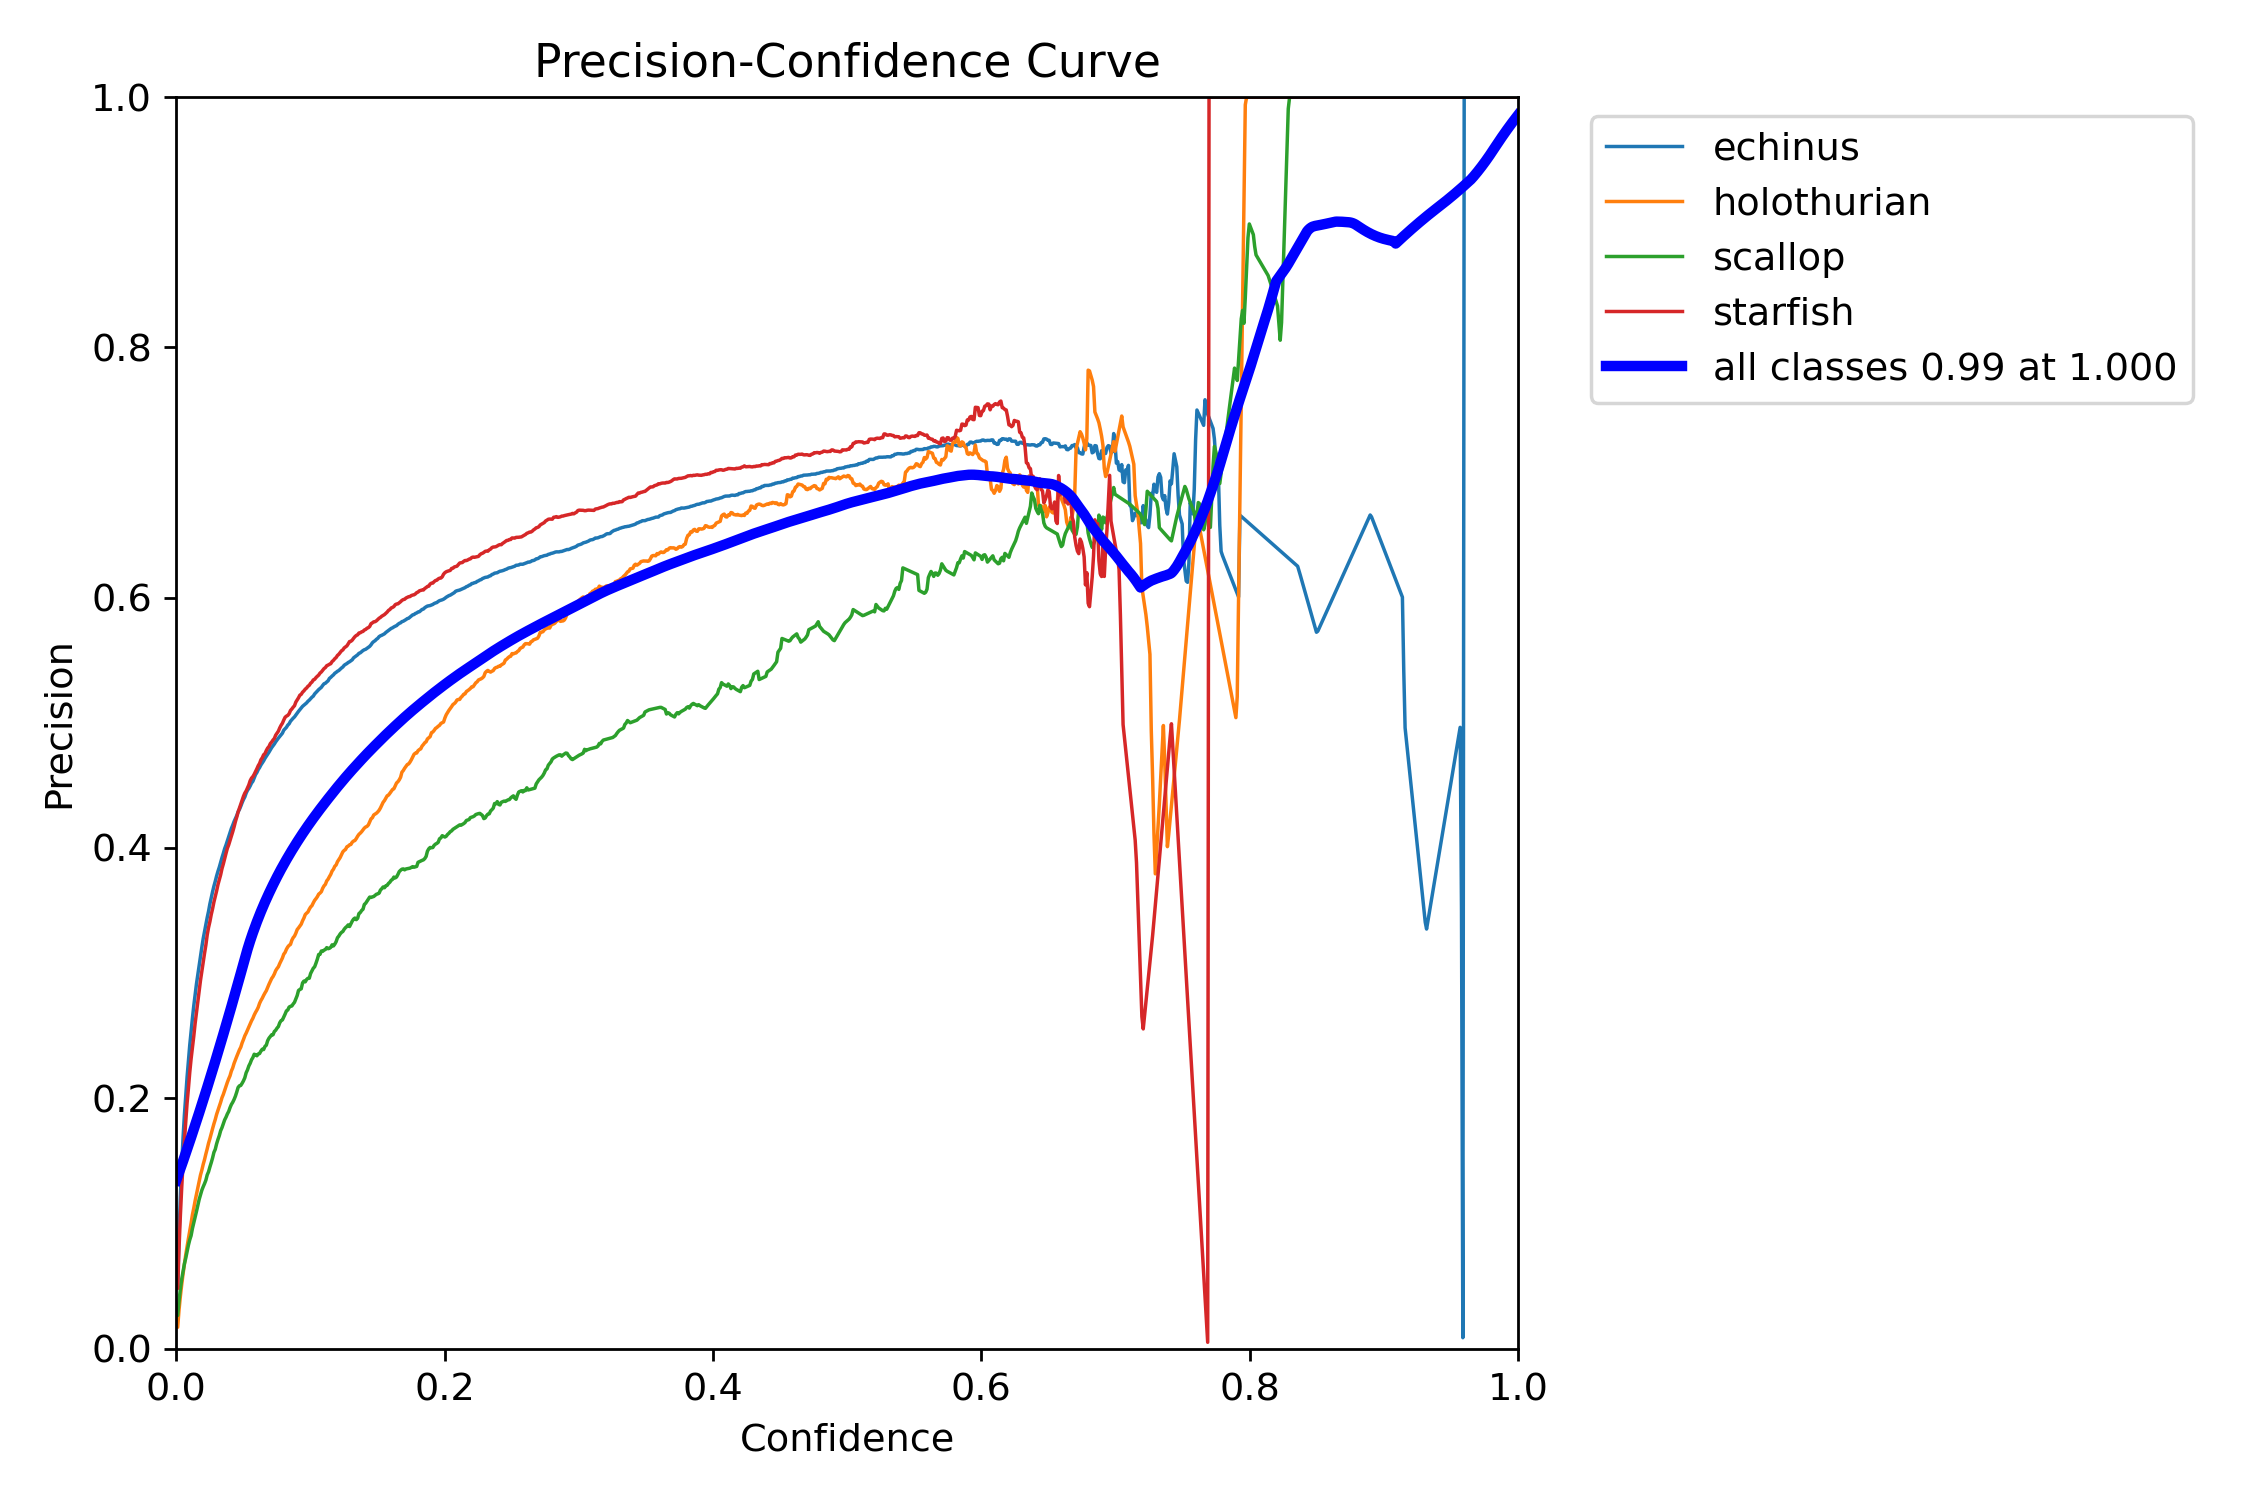 Precision-Confidence Curve
1.0
0.8
0.6
0.4
0.2
0.0
Precision
0.0 0.2 0.4 0.6 0.8 1.0
Confidence
echinus
holothurian
scallop
starfish
all classes 0.99 at 1.000